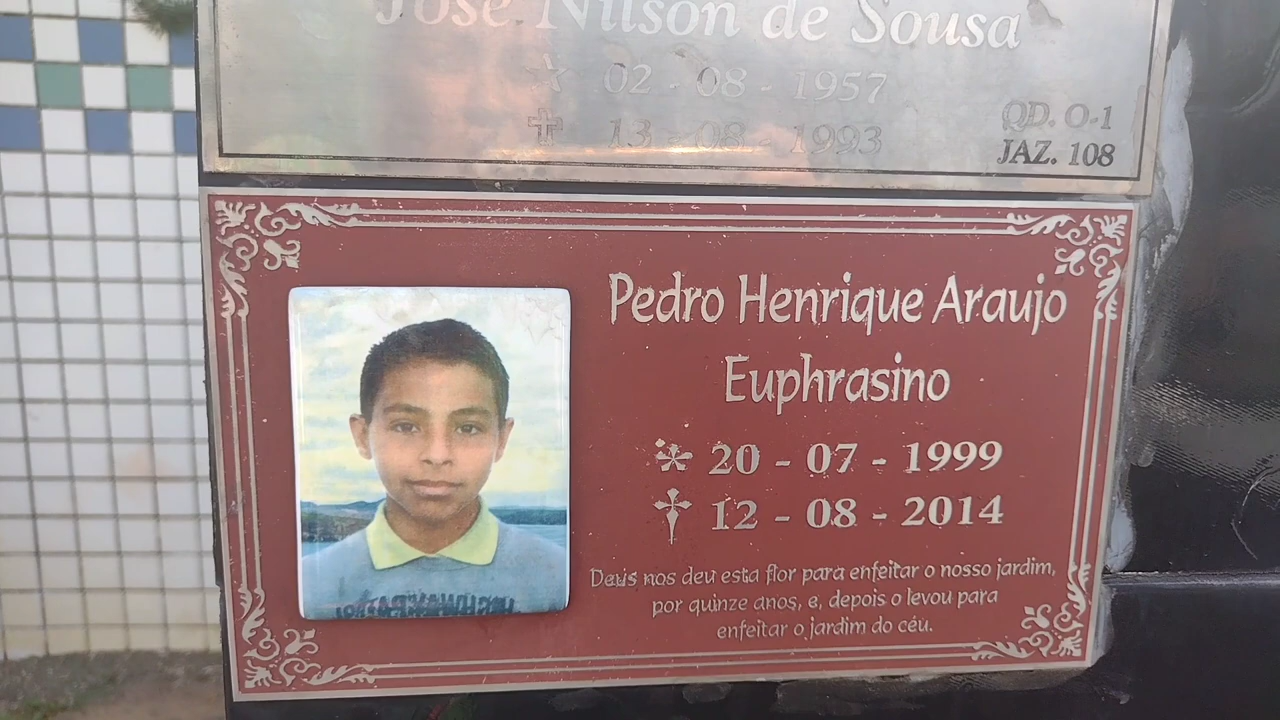 José Nilson de Sousa
02 - 08 - 1957
13 - 08 - 1993
QD. O-1
JAZ. 108
Pedro Henrique Araujo
Euphrasino
20 - 07 - 1999
12 - 08 - 2014
Deus nos deu esta flor para enfeitar o nosso jardim,
por quinze anos, e, depois o levou para
enfeitar o jardim do céu.